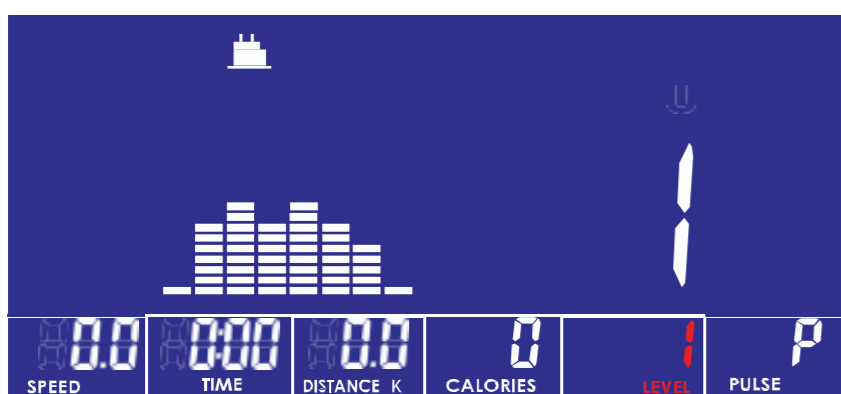 1
0.0 0:00 0.0 0 1 P
SPEED TIME DISTANCE K CALORIES LEVEL PULSE